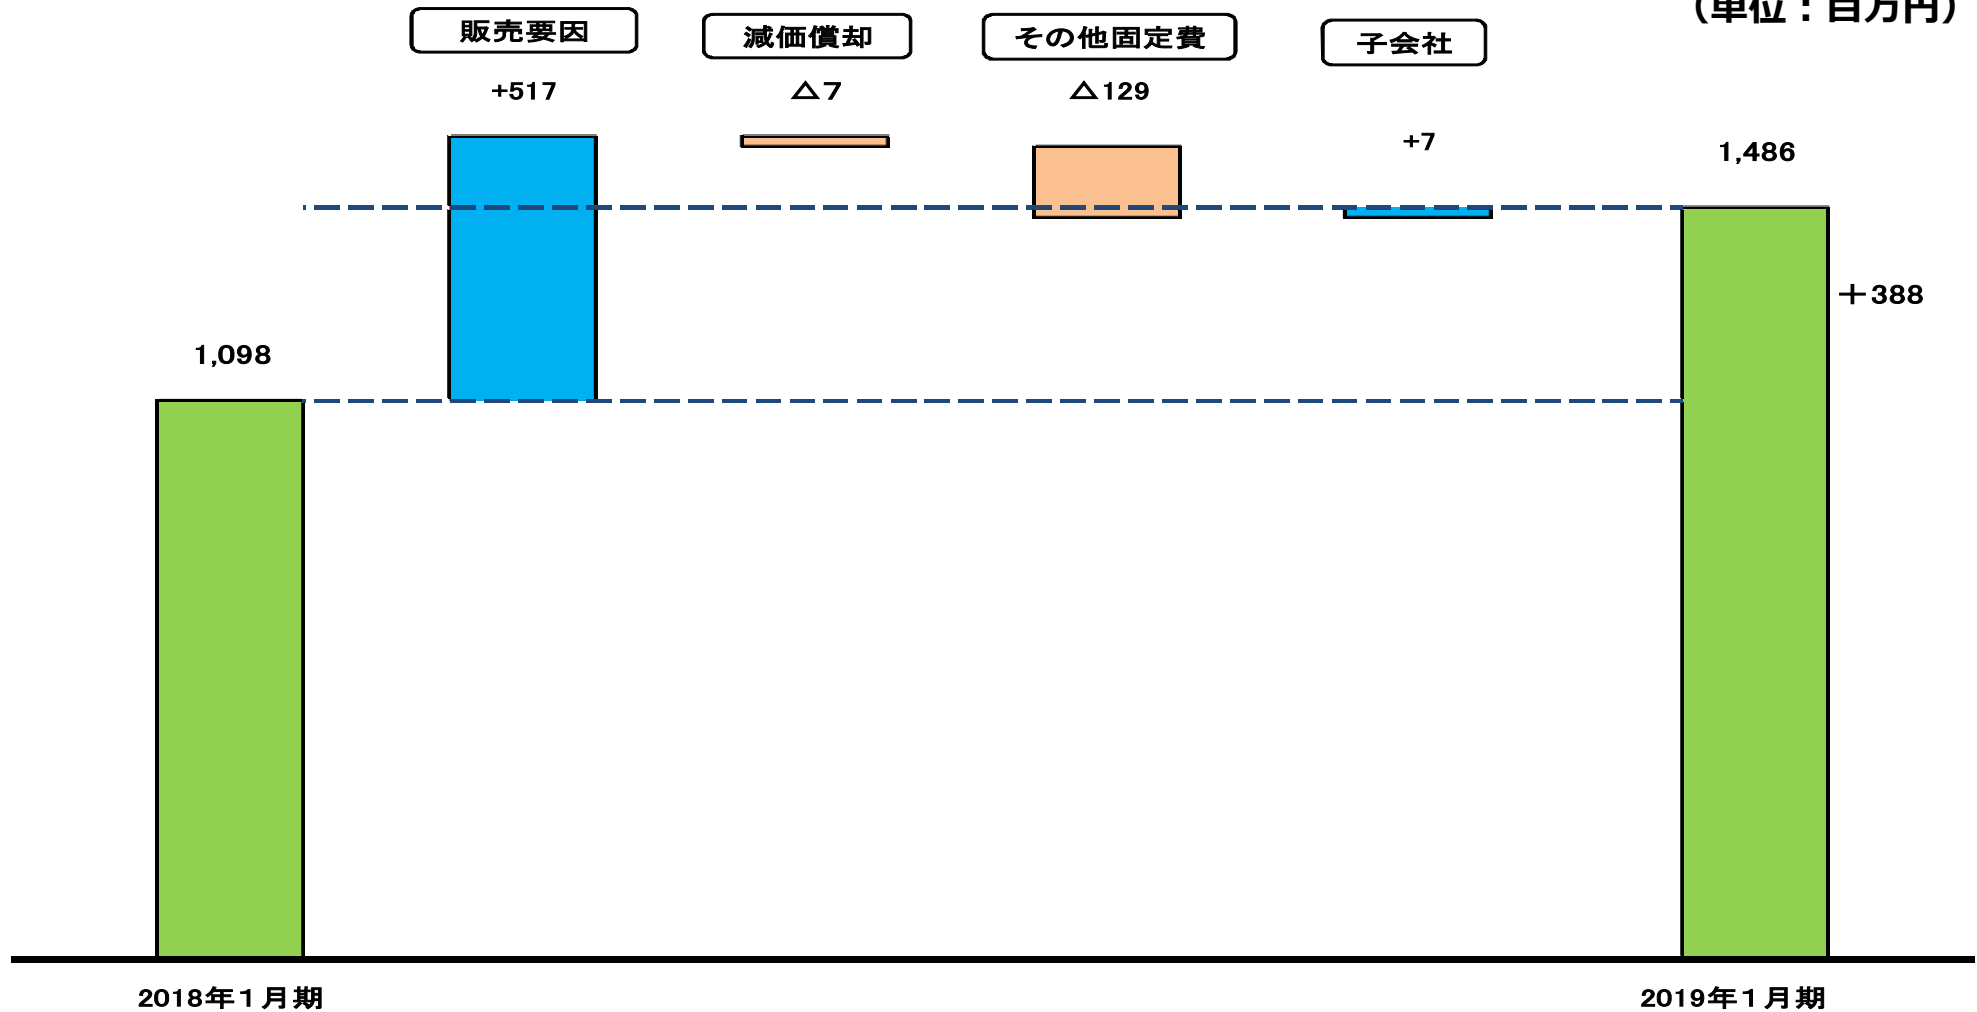 （単位：百万円）
販売要因
減価償却
その他固定費
子会社
+517
△7
△129
+7
1,486
+388
1,098
2018年１月期
2019年１月期